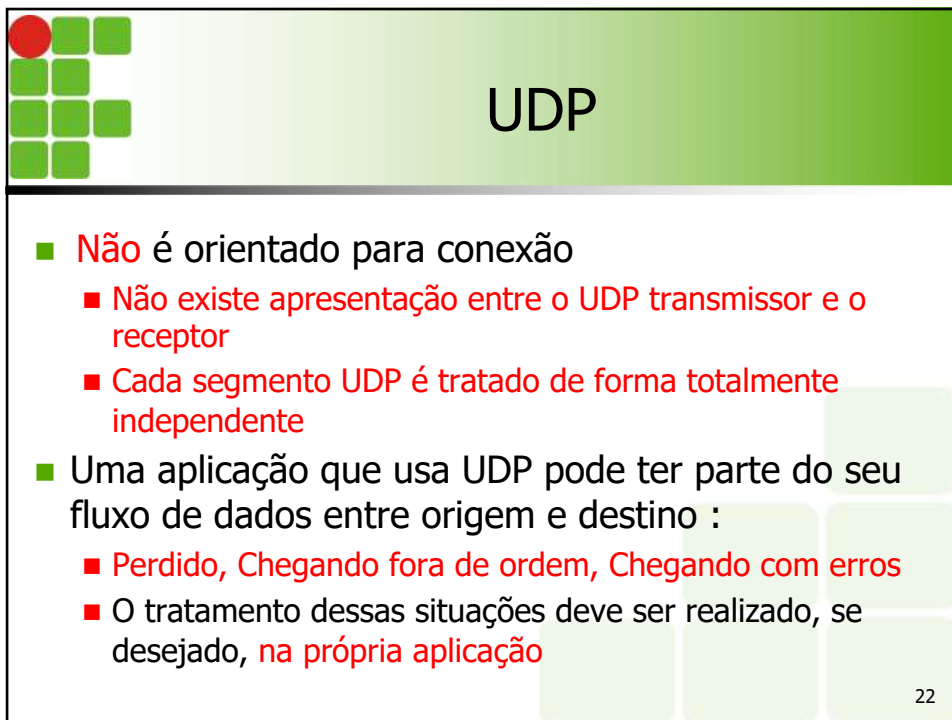 UDP
Não é orientado para conexão
Não existe apresentação entre o UDP transmissor e o
receptor
Cada segmento UDP é tratado de forma totalmente
independente
Uma aplicação que usa UDP pode ter parte do seu
fluxo de dados entre origem e destino :
Perdido, Chegando fora de ordem, Chegando com erros
O tratamento dessas situações deve ser realizado, se
desejado, na própria aplicação
22